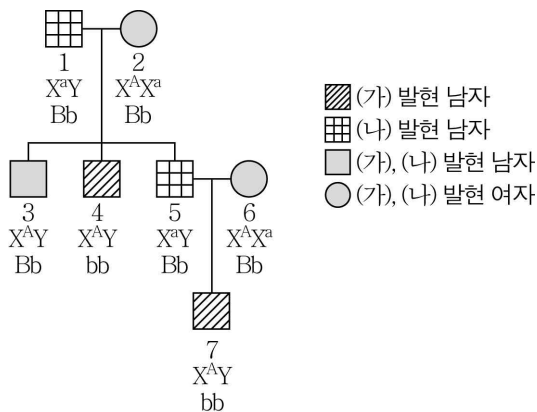 1
XᵃY
Bb
2
XᴬXᵃ
Bb
(가) 발현 남자
(나) 발현 남자
(가), (나) 발현 남자
(가), (나) 발현 여자
3
XᴬY
Bb
4
XᴬY
bb
5
XᵃY
Bb
6
XᴬXᵃ
Bb
7
XᴬY
bb